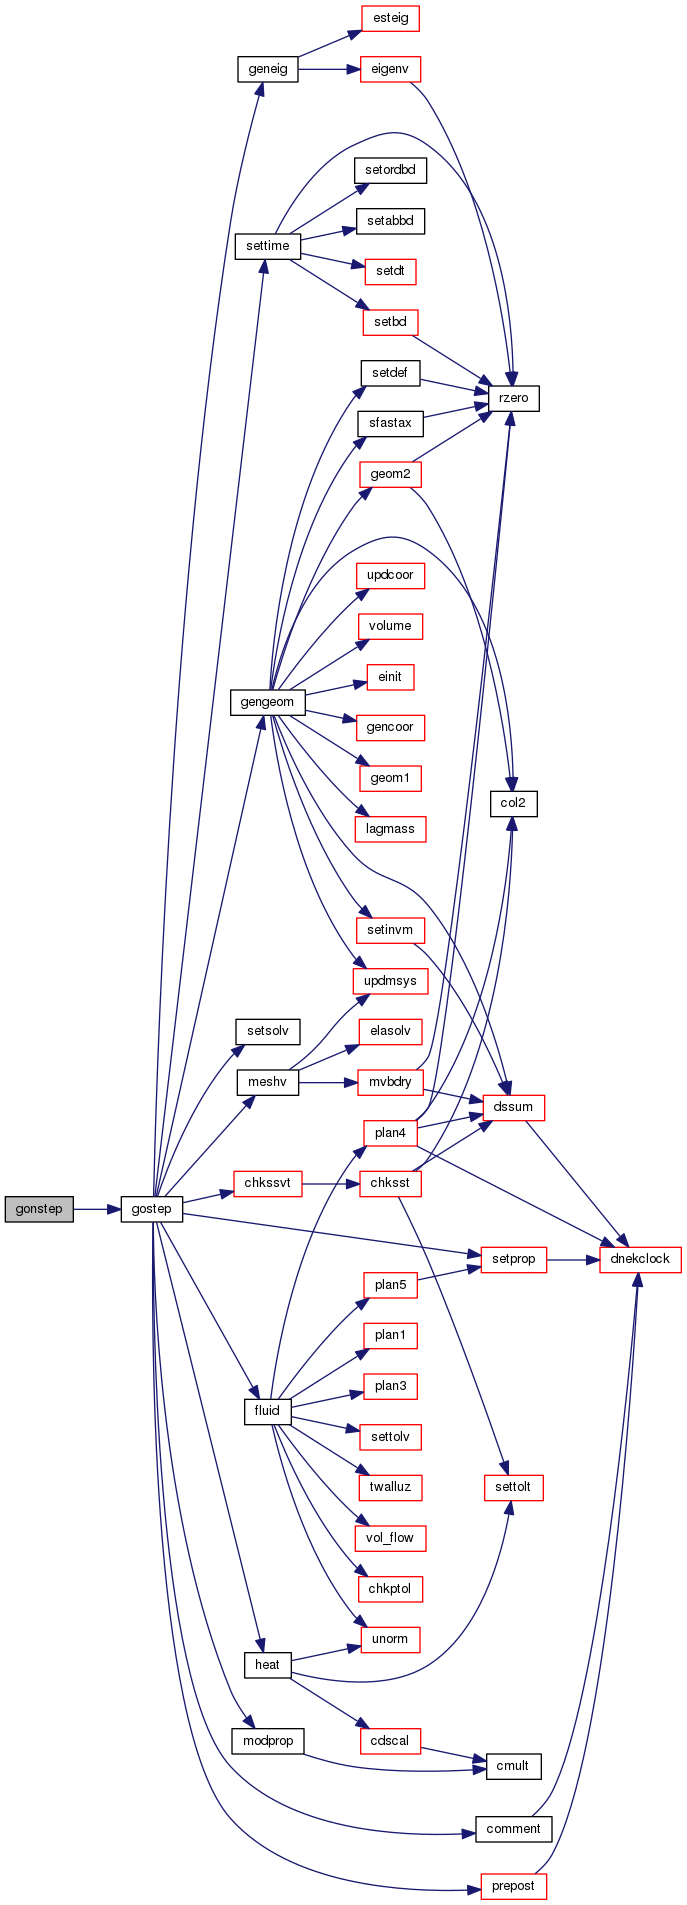 esteig
geneig
eigenv
setordbd
setabbd
settime
setdt
setbd
setdef
rzero
sfastax
geom2
updcoor
volume
einit
gengeom
gencoor
geom1
col2
lagmass
setinvm
updmsys
setsolv
elasolv
meshv
mvbdry
dssum
plan4
chkssvt
chksst
gonstep
gostep
setprop
dnekclock
plan5
plan1
plan3
fluid
settolv
twalluz
settolt
vol_flow
chkptol
unorm
heat
modprop
cdscal
cmult
comment
prepost